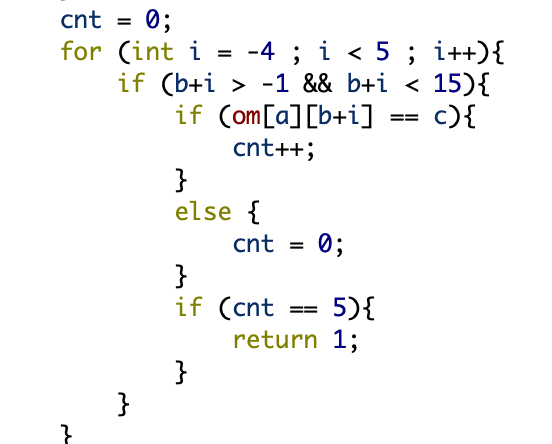 cnt = 0;
for (int i = -4 ; i < 5 ; i++){
if (b+i > -1 && b+i < 15){
if (om[a][b+i] == c){
cnt++;
}
else {
cnt = 0;
}
if (cnt == 5){
return 1;
}
}
}